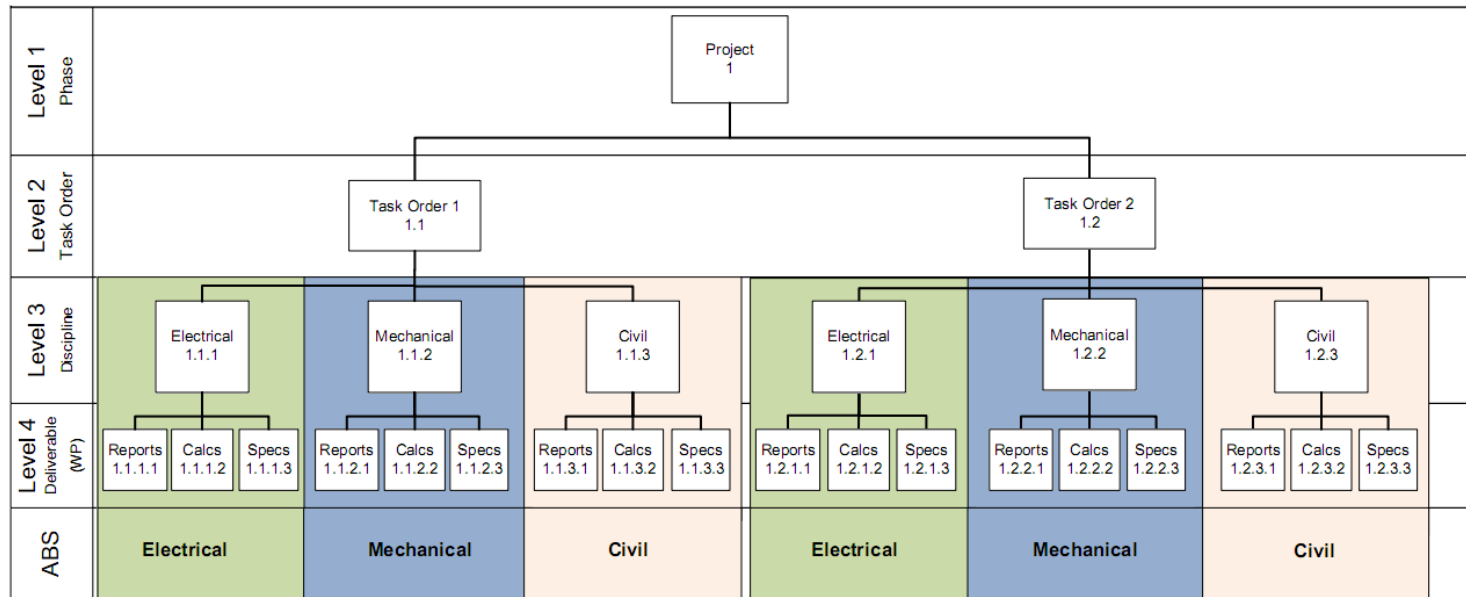 Level 1
Phase
Project
1
Level 2
Task Order
Task Order 1
1.1
Task Order 2
1.2
Level 3
Discipline
Electrical
1.1.1
Mechanical
1.1.2
Civil
1.1.3
Electrical
1.2.1
Mechanical
1.2.2
Civil
1.2.3
Level 4
Deliverable
(WP)
Reports
1.1.1.1
Calcs
1.1.1.2
Specs
1.1.1.3
Reports
1.1.2.1
Calcs
1.1.2.2
Specs
1.1.2.3
Reports
1.1.3.1
Calcs
1.1.3.2
Specs
1.1.3.3
Reports
1.2.1.1
Calcs
1.2.1.2
Specs
1.2.1.3
Reports
1.2.2.1
Calcs
1.2.2.2
Specs
1.2.2.3
Reports
1.2.3.1
Calcs
1.2.3.2
Specs
1.2.3.3
ABS
Electrical
Mechanical
Civil
Electrical
Mechanical
Civil